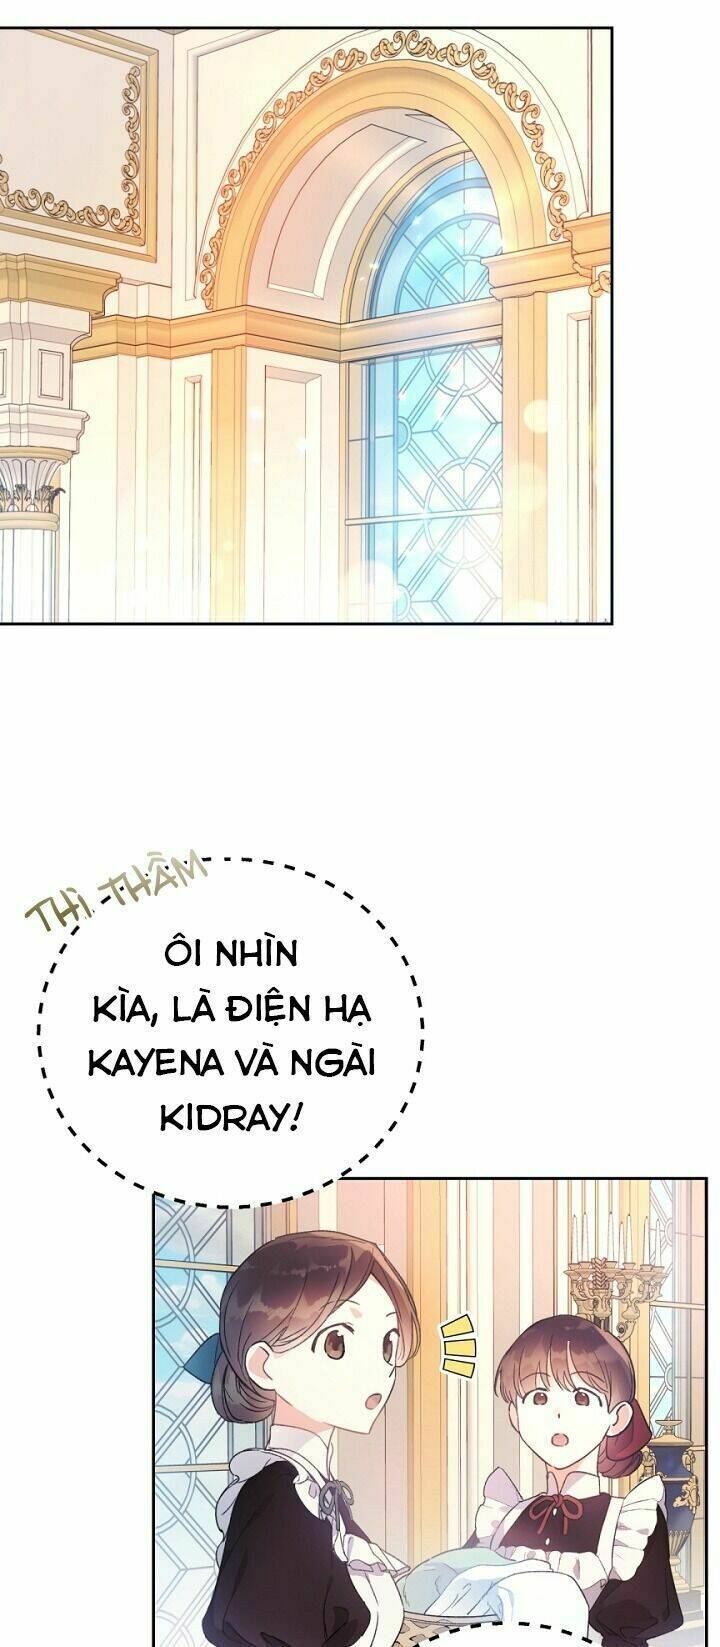 THÌ THẦM
ÔI NHÌN
KÌA, LÀ ĐIỆN HẠ
KAYENA VÀ NGÀI
KIDRAY!